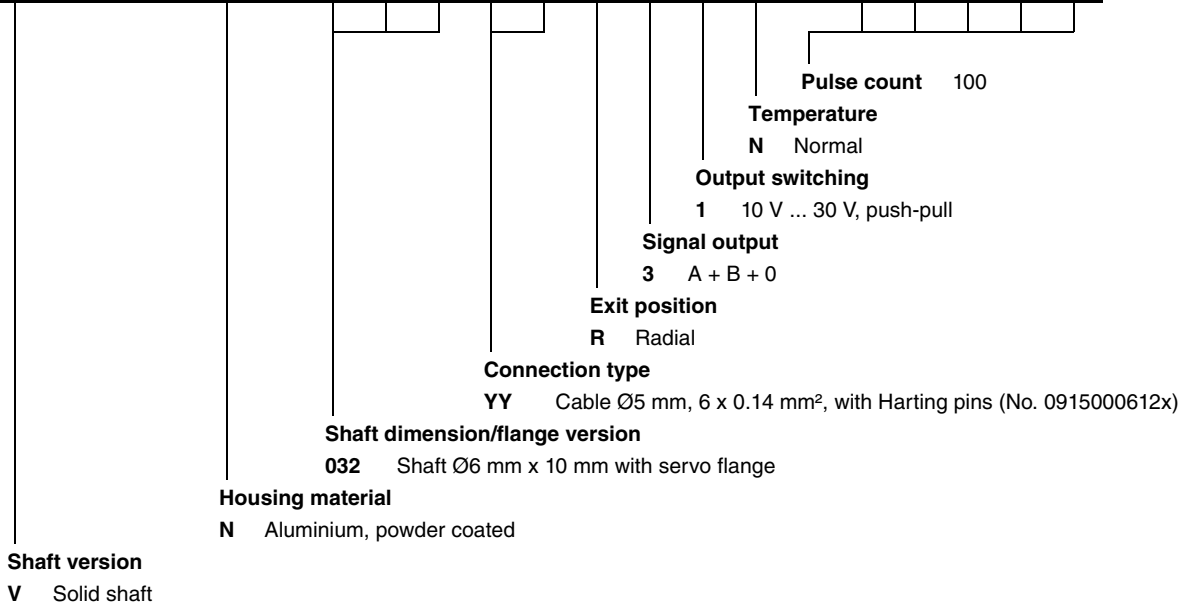 Pulse count 100
Temperature
N Normal
Output switching
1 10 V ... 30 V, push-pull
Signal output
3 A + B + 0
Exit position
R Radial
Connection type
YY Cable Ø5 mm, 6 x 0.14 mm², with Harting pins (No. 0915000612x)
Shaft dimension/flange version
032 Shaft Ø6 mm x 10 mm with servo flange
Housing material
N Aluminium, powder coated
Shaft version
V Solid shaft